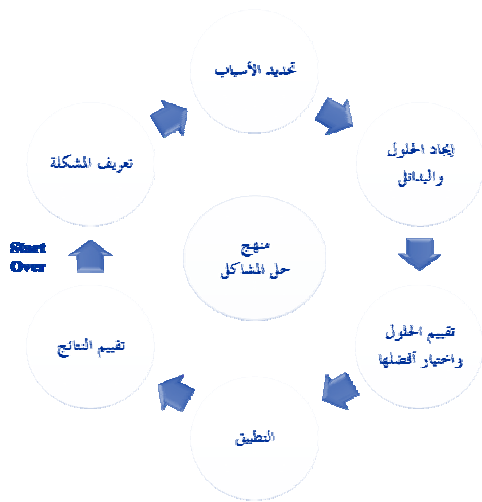 تحديد الأسباب
إيجاد الحلول
والبدائل
تعريف المشكلة
منهج
حل المشاكل
Start
Over
تقييم الحلول
واختيار أفضلها
تقييم النتائج
التطبيق